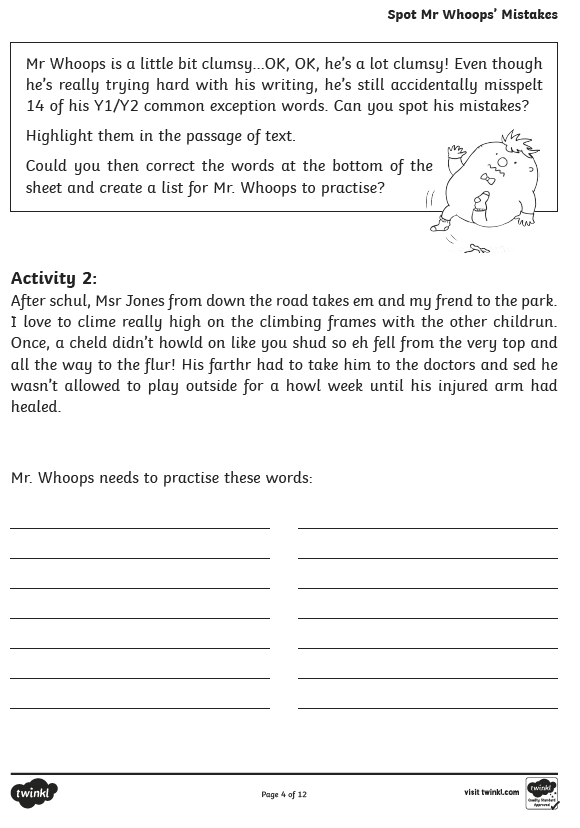 Spot Mr Whoops' Mistakes
Mr Whoops is a little bit clumsy...OK, OK, he's a lot clumsy! Even though
he's really trying hard with his writing, he's still accidentally misspelt
14 of his Y1/Y2 common exception words. Can you spot his mistakes?
Highlight them in the passage of text.
Could you then correct the words at the bottom of the
sheet and create a list for Mr. Whoops to practise?
Activity 2:
After schul, Msr Jones from down the road takes em and my frend to the park.
I love to clime really high on the climbing frames with the other childrun.
Once, a cheld didn't howld on like you shud so eh fell from the very top and
all the way to the flur! His farthr had to take him to the doctors and sed he
wasn't allowed to play outside for a howl week until his injured arm had
healed.
Mr. Whoops needs to practise these words:
twinkl
Page 4 of 12
visit twinkl.com
twinkl
Quality Standard
Approved